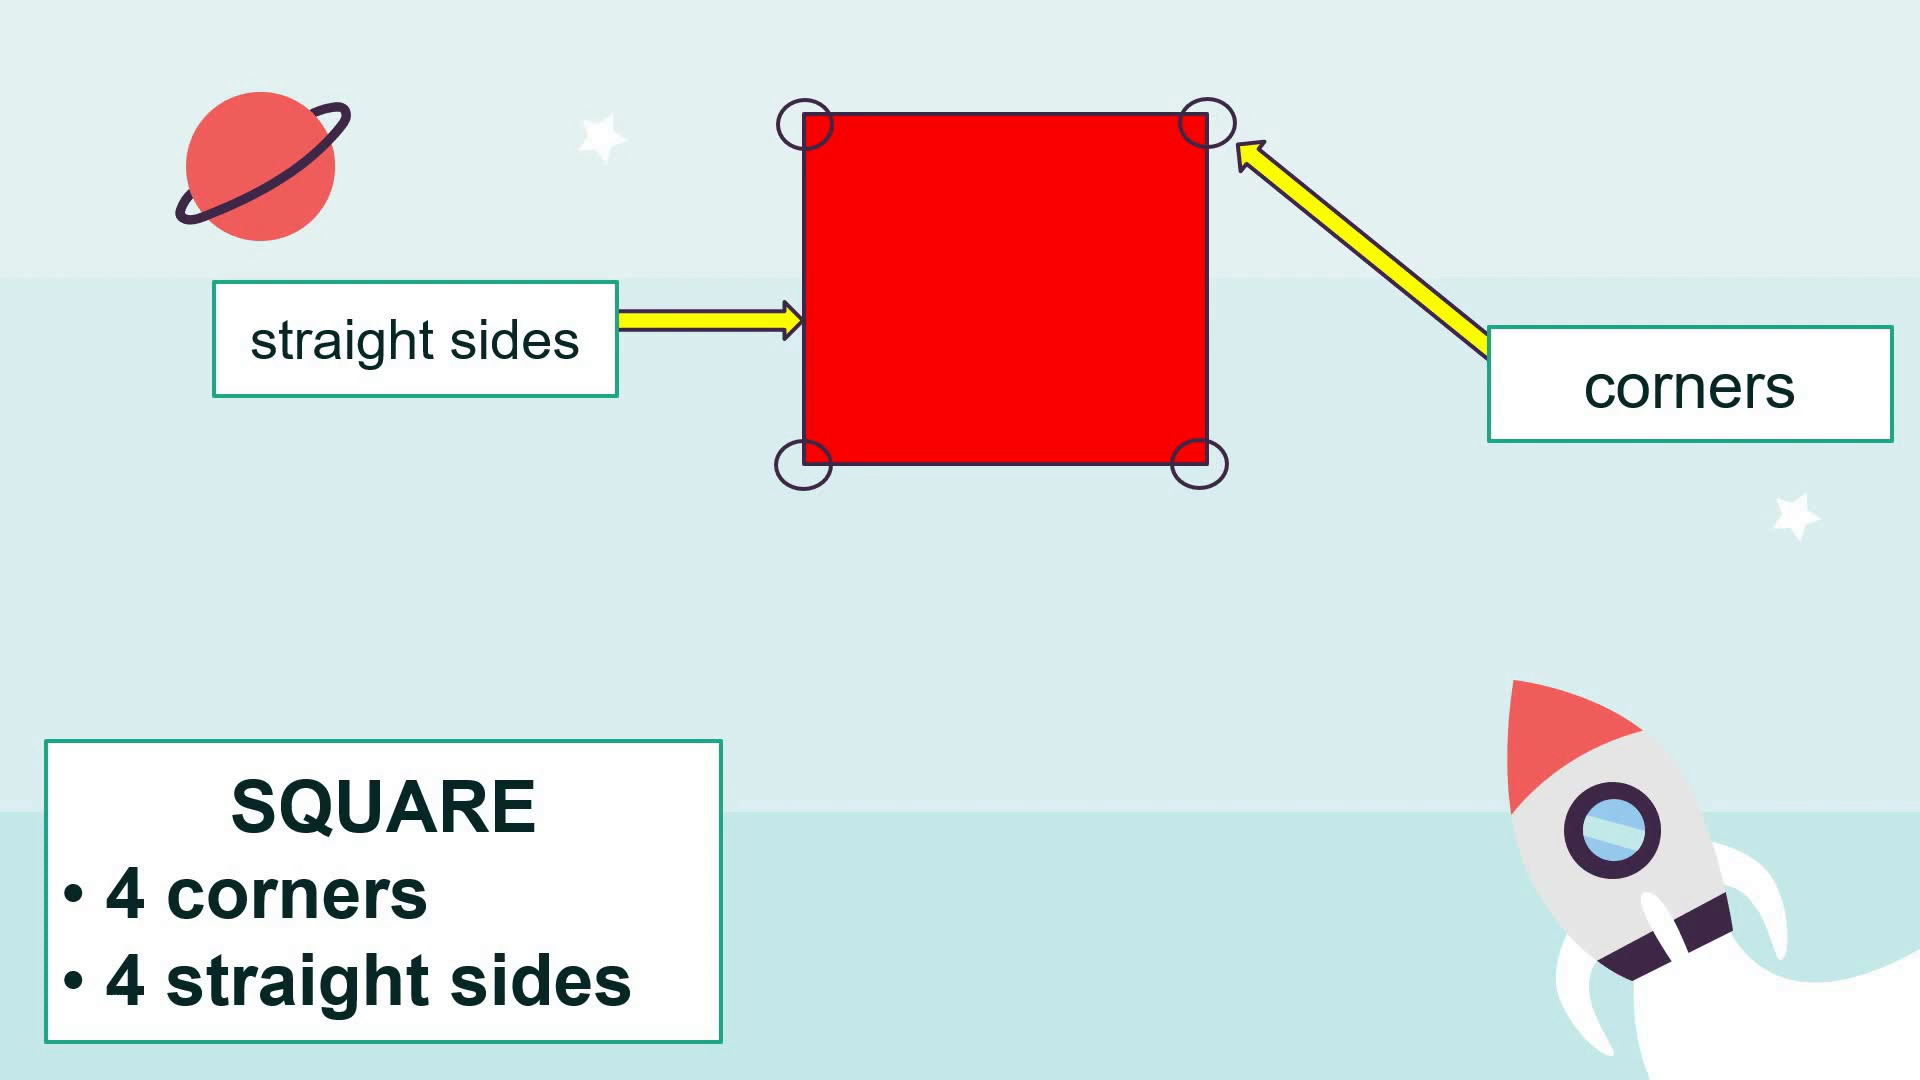 straight sides
corners
SQUARE
• 4 corners
• 4 straight sides